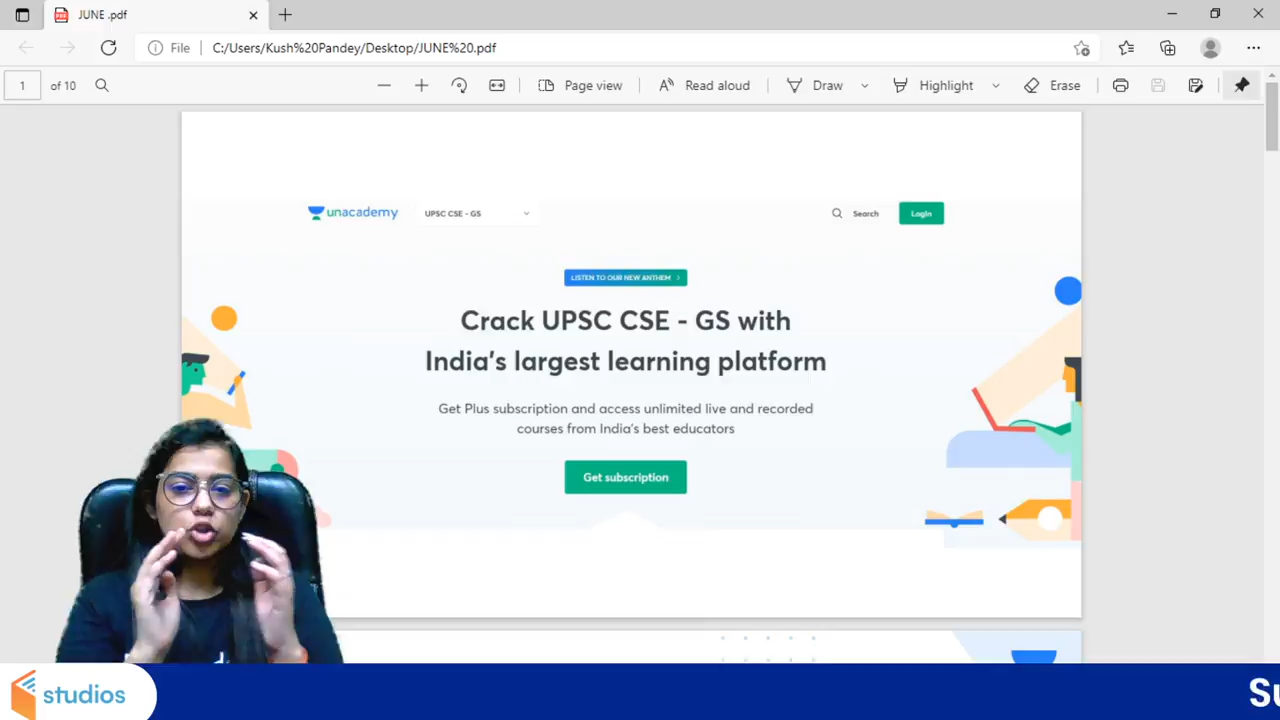 JUNE .pdf
File
C:/Users/Kush%20Pandey/Desktop/JUNE%20.pdf
1 of 10
Page view
Read aloud
Draw
Highlight
Erase
unacademy
UPSC CSE - GS
Search
Login
LISTEN TO OUR NEW ANTHEM
Crack UPSC CSE - GS with
India's largest learning platform
Get Plus subscription and access unlimited live and recorded
courses from India's best educators
Get subscription
studios
Su